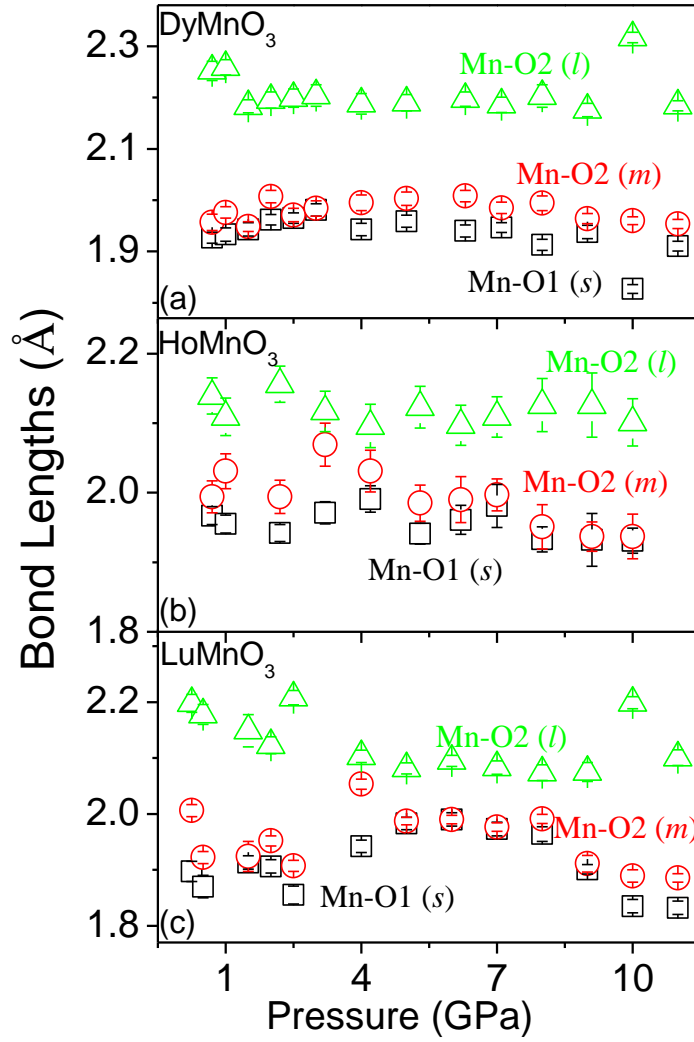 DyMnO3
2.3
Mn-O2 (l)
2.1
Mn-O2 (m)
1.9
Mn-O1 (s)
(a)
HoMnO3
2.2
Mn-O2 (l)
Mn-O2 (m)
2.0
Mn-O1 (s)
(b)
1.8
LuMnO3
2.2
Mn-O2 (l)
2.0
Mn-O2 (m)
Mn-O1 (s)
1.8
(c)
Bond Lengths (Å)
1 4 7 10
Pressure (GPa)